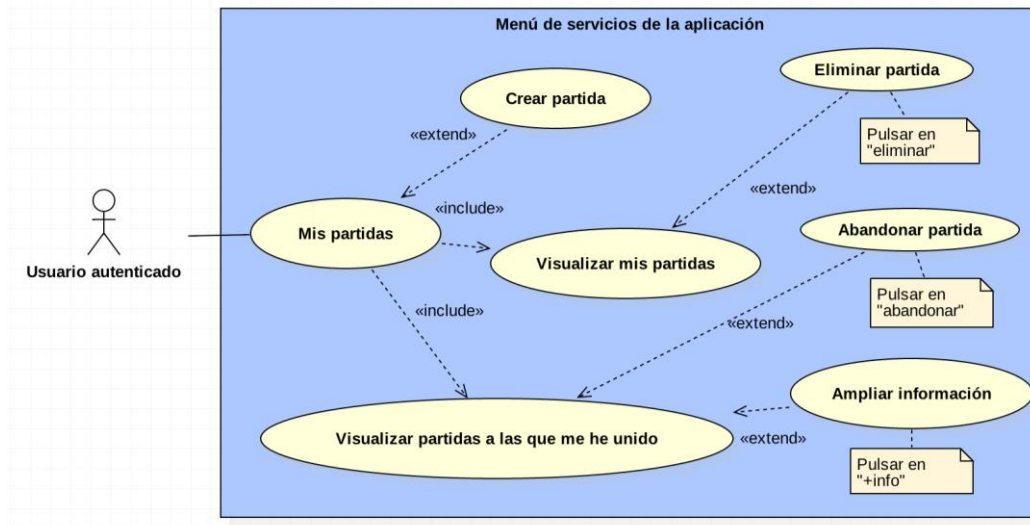 Menú de servicios de la aplicación
Eliminar partida
Crear partida
Pulsar en
"eliminar"
«extend»
«extend»
«include»
Mis partidas
Abandonar partida
Visualizar mis partidas
Usuario autenticado
Pulsar en
"abandonar"
«include»
«extend»
Ampliar información
Visualizar partidas a las que me he unido
«extend»
Pulsar en
"+info"